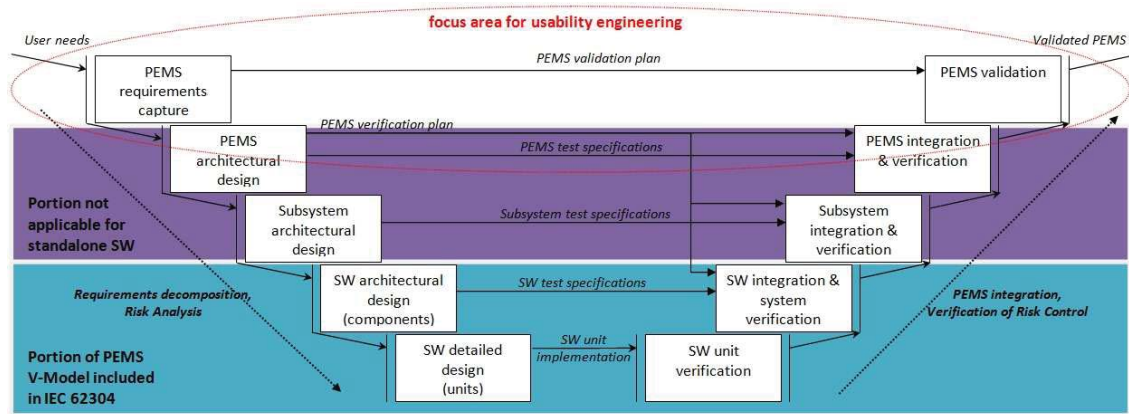 focus area for usability engineering
User needs
Validated PEMS
PEMS validation plan
PEMS
requirements
capture
PEMS validation
PEMS verification plan
PEMS
architectural
design
PEMS test specifications
PEMS integration
& verification
Portion not
applicable for
standalone SW
Subsystem
architectural
design
Subsystem test specifications
Subsystem
integration &
verification
Requirements decomposition,
Risk Analysis
SW architectural
design
(components)
SW test specifications
SW integration &
system
verification
PEMS integration,
Verification of Risk Control
Portion of PEMS
V-Model included
in IEC 62304
SW detailed
design
(units)
SW unit
implementation
SW unit
verification